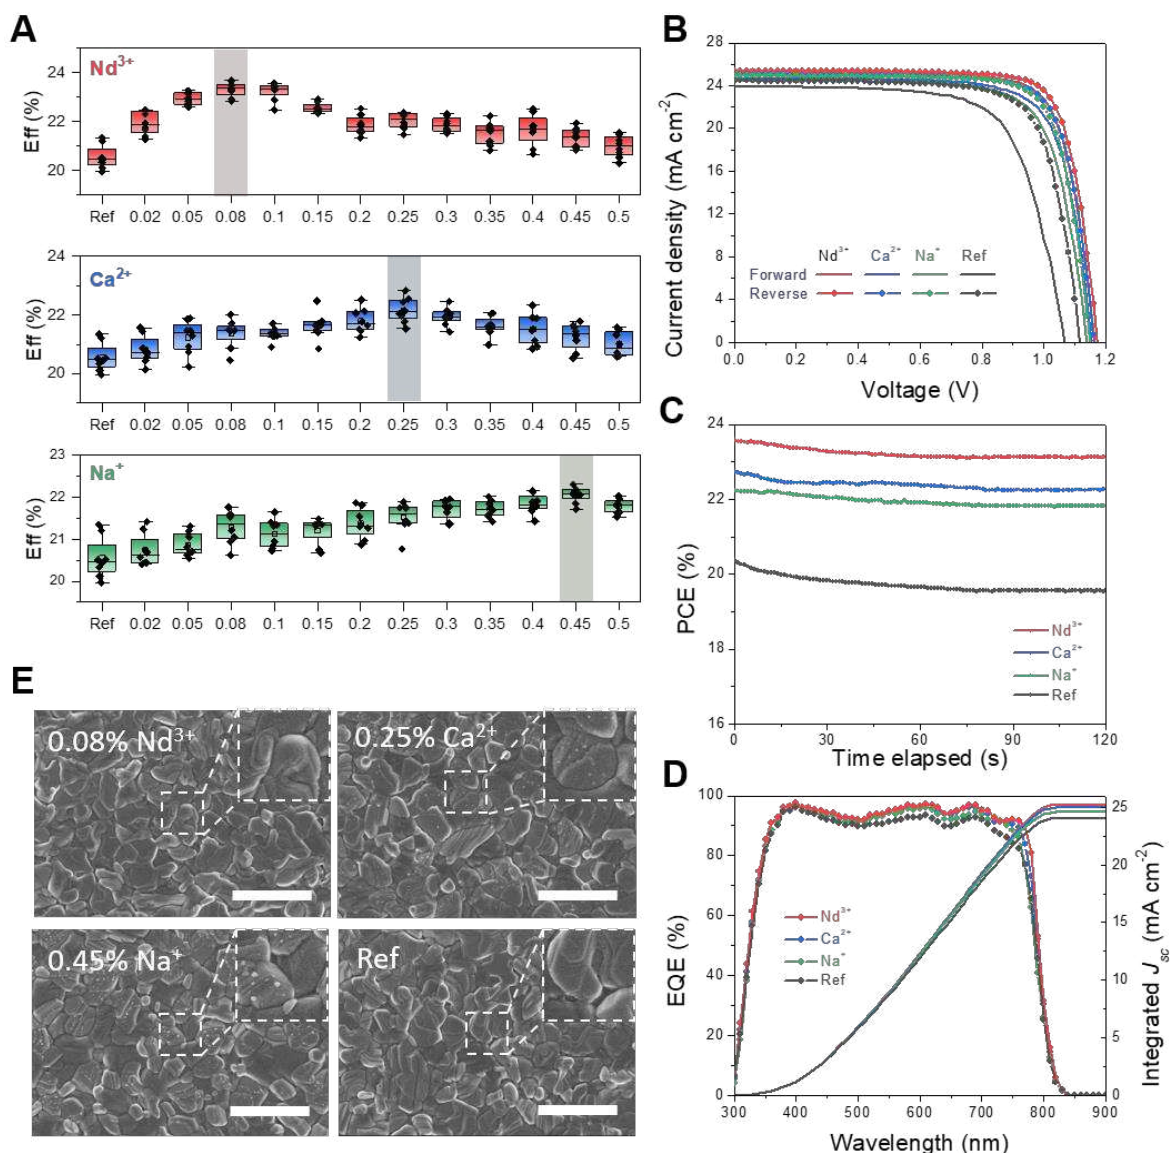 A
Nd³⁺
Eff (%)
24
22
20
Ref 0.02 0.05 0.08 0.1 0.15 0.2 0.25 0.3 0.35 0.4 0.45 0.5
Ca²⁺
Eff (%)
24
22
20
Ref 0.02 0.05 0.08 0.1 0.15 0.2 0.25 0.3 0.35 0.4 0.45 0.5
Na⁺
Eff (%)
23
22
21
20
Ref 0.02 0.05 0.08 0.1 0.15 0.2 0.25 0.3 0.35 0.4 0.45 0.5
B
Current density (mA cm⁻²)
28
24
20
16
12
8
4
0
Nd³⁺ Ca²⁺ Na⁺ Ref
Forward
Reverse
0.0 0.2 0.4 0.6 0.8 1.0 1.2
Voltage (V)
C
PCE (%)
24
22
20
18
16
Nd³⁺
Ca²⁺
Na⁺
Ref
0 30 60 90 120
Time elapsed (s)
D
EQE (%)
100
80
60
40
20
0
Nd³⁺
Ca²⁺
Na⁺
Ref
25
20
15
10
5
0
Integrated Jsc (mA cm⁻²)
300 400 500 600 700 800 900
Wavelength (nm)
E
0.08% Nd³⁺
0.25% Ca²⁺
0.45% Na⁺
Ref